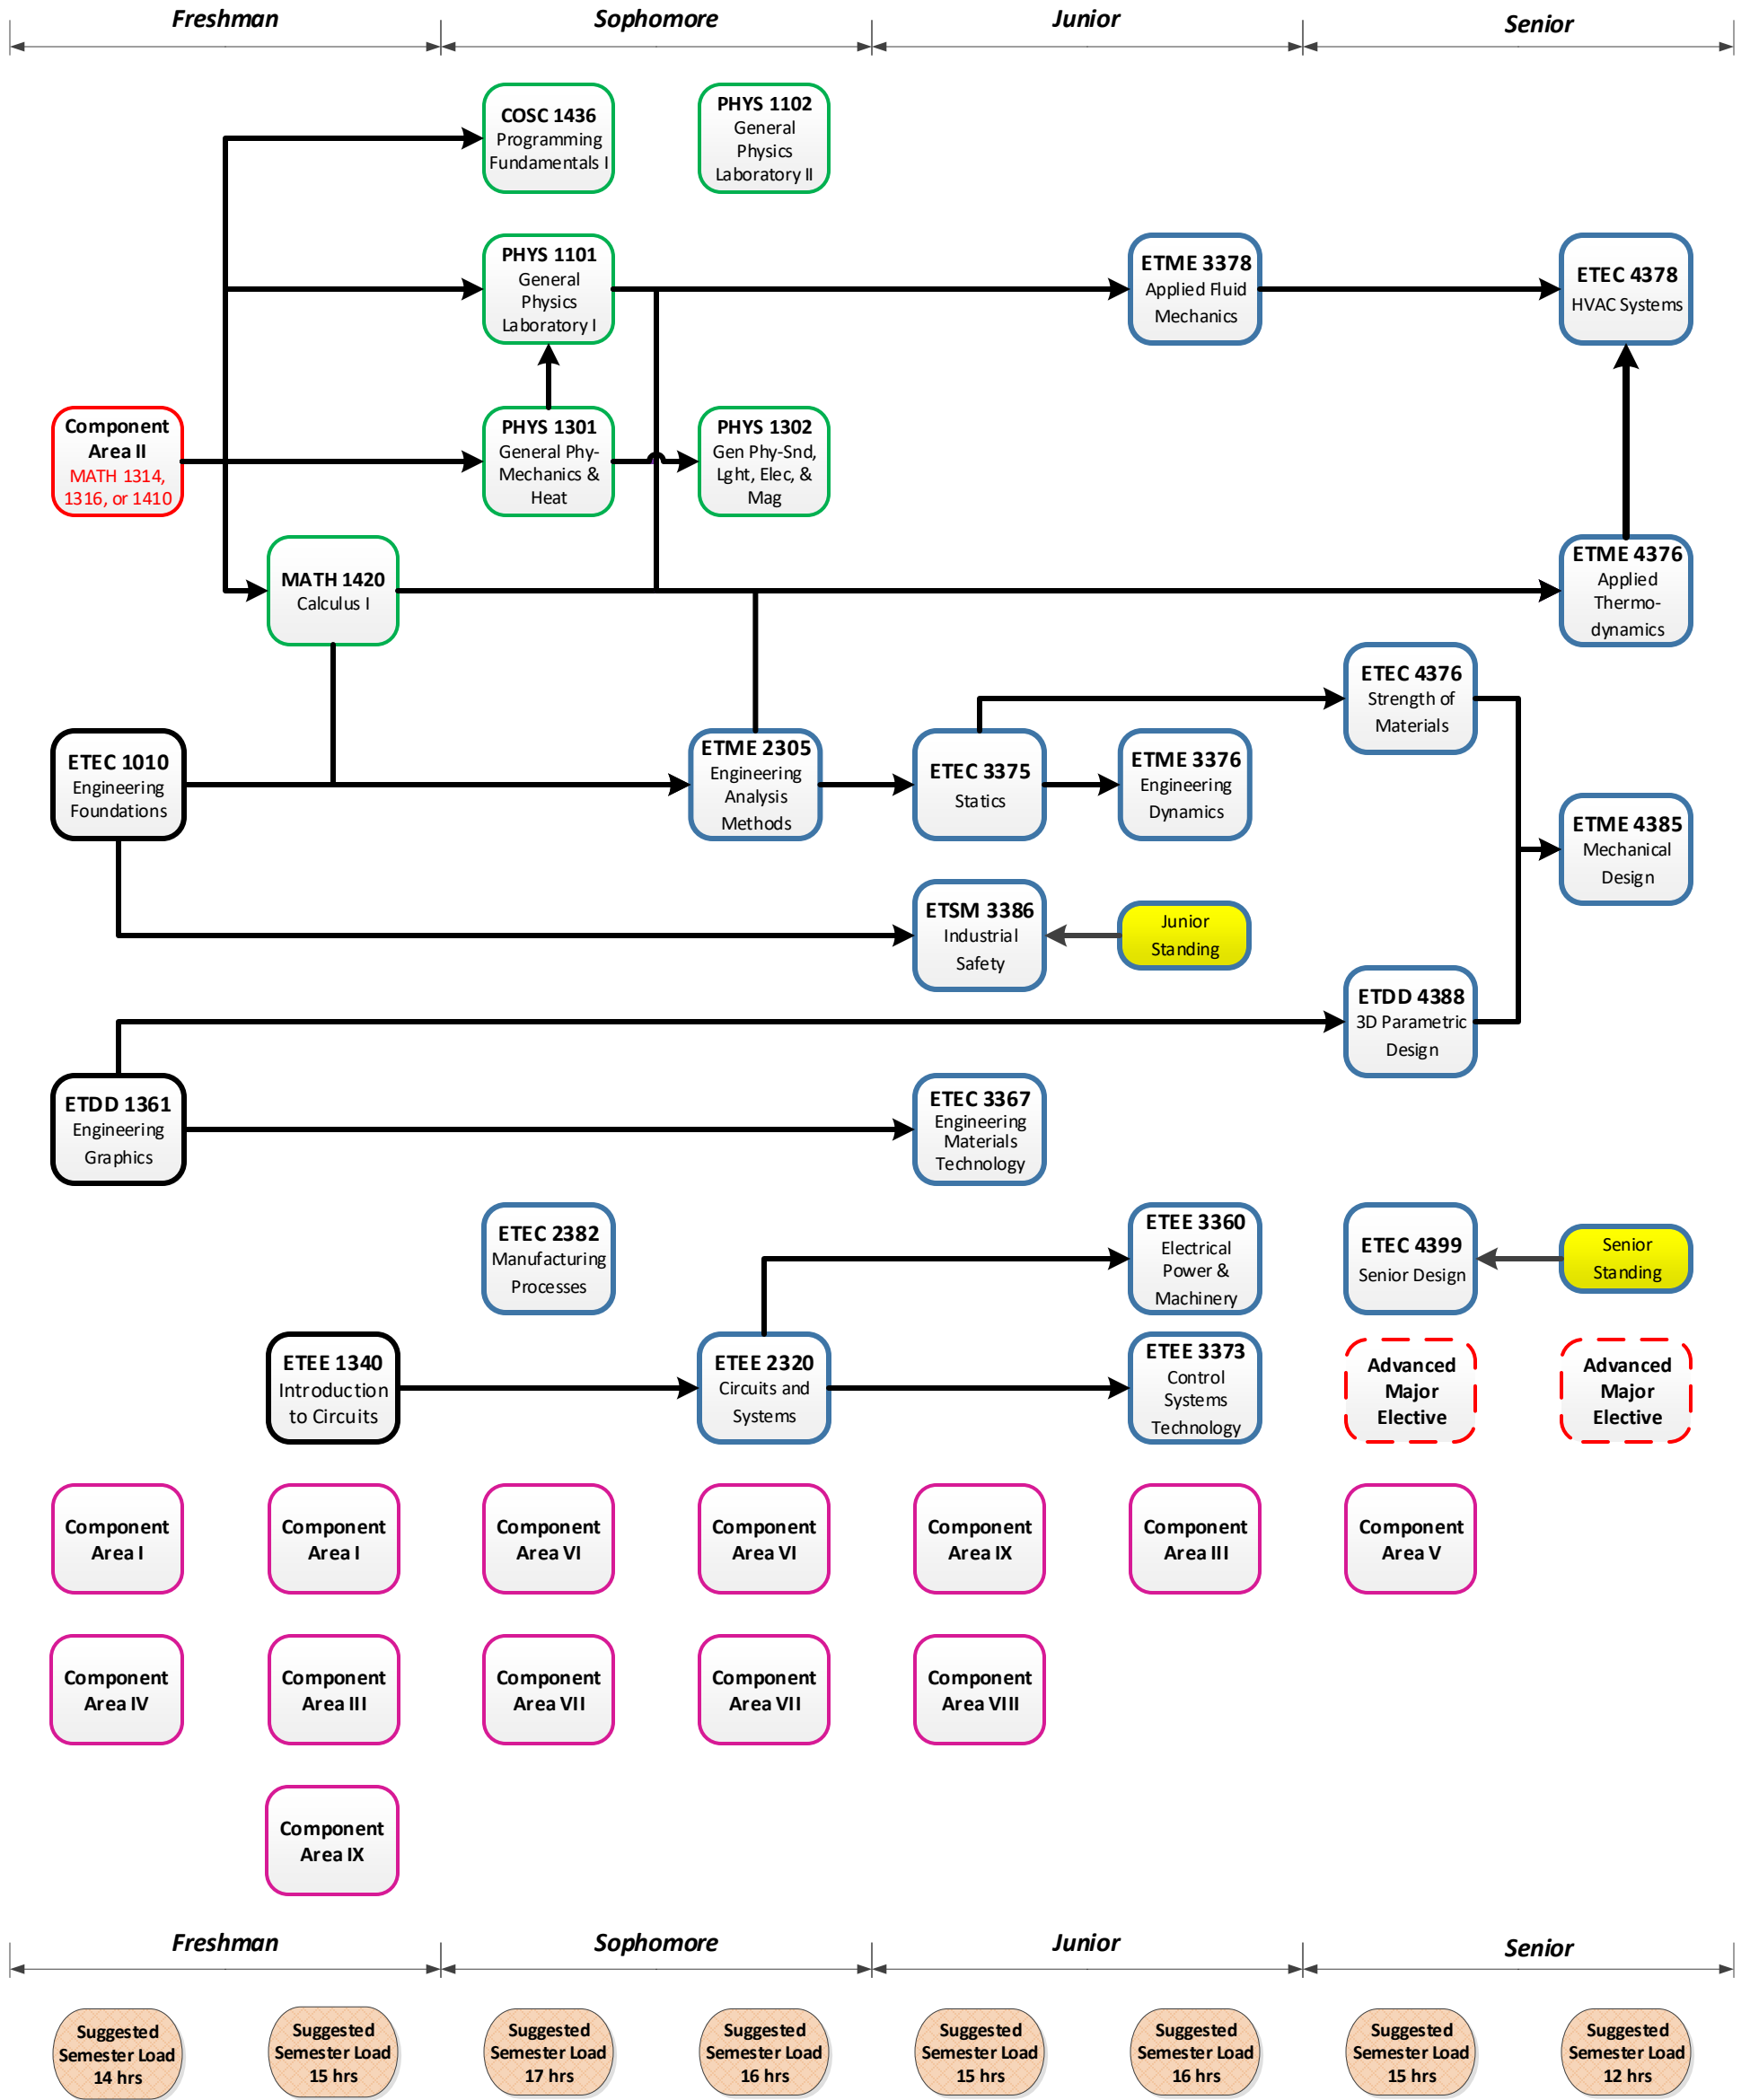 Freshman
Sophomore
Junior
Senior
COSC 1436
Programming
Fundamentals I
PHYS 1102
General
Physics
Laboratory II
PHYS 1101
General
Physics
Laboratory I
ETME 3378
Applied Fluid
Mechanics
ETEC 4378
HVAC Systems
Component
Area II
MATH 1314,
1316, or 1410
PHYS 1301
General Phy-
Mechanics &
Heat
PHYS 1302
Gen Phy-Snd,
Lght, Elec, &
Mag
MATH 1420
Calculus I
ETME 4376
Applied
Thermo-
dynamics
ETEC 4376
Strength of
Materials
ETEC 1010
Engineering
Foundations
ETME 2305
Engineering
Analysis
Methods
ETEC 3375
Statics
ETME 3376
Engineering
Dynamics
ETME 4385
Mechanical
Design
ETSM 3386
Industrial
Safety
Junior
Standing
ETDD 4388
3D Parametric
Design
ETDD 1361
Engineering
Graphics
ETEC 3367
Engineering
Materials
Technology
ETEC 2382
Manufacturing
Processes
ETEE 3360
Electrical
Power &
Machinery
ETEC 4399
Senior Design
Senior
Standing
ETEE 1340
Introduction
to Circuits
ETEE 2320
Circuits and
Systems
ETEE 3373
Control
Systems
Technology
Advanced
Major
Elective
Advanced
Major
Elective
Component
Area I
Component
Area I
Component
Area VI
Component
Area VI
Component
Area IX
Component
Area III
Component
Area V
Component
Area IV
Component
Area III
Component
Area VII
Component
Area VII
Component
Area VIII
Component
Area IX
Freshman
Sophomore
Junior
Senior
Suggested
Semester Load
14 hrs
Suggested
Semester Load
15 hrs
Suggested
Semester Load
17 hrs
Suggested
Semester Load
16 hrs
Suggested
Semester Load
15 hrs
Suggested
Semester Load
16 hrs
Suggested
Semester Load
15 hrs
Suggested
Semester Load
12 hrs